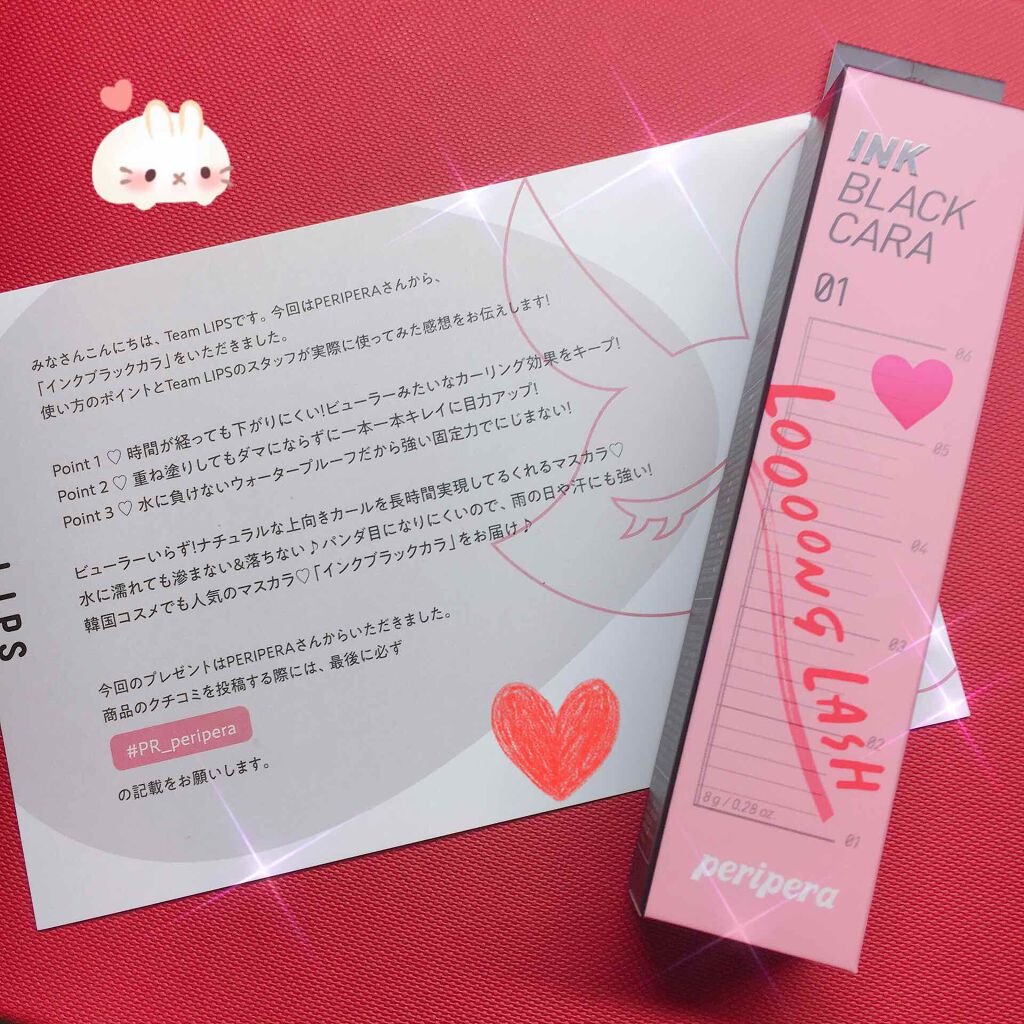 みなさんこんにちは、Team LIPSです。今回はPERIPERAさんから、
「インクブラックカラ」をいただきました。
使い方のポイントとTeam LIPSのスタッフが実際に使ってみた感想をお伝えします!
Point 1 ♡ 時間が経っても下がりにくい!ビューラーみたいなカーリング効果をキープ!
Point 2 ♡ 重ね塗りしてもダマにならずに一本一本キレイに目力アップ!
Point 3 ♡ 水に負けないウォータープルーフだから強い固定力でにじまない!
ビューラーいらず!ナチュラルな上向きカールを長時間実現してるくれるマスカラ♡
水に濡れても滲まない&落ちない♪パンダ目になりにくいので、雨の日や汗にも強い!
韓国コスメでも人気のマスカラ♡「インクブラックカラ」をお届け♪
今回のプレゼントはPERIPERAさんからいただきました。
商品のクチコミを投稿する際には、最後に必ず
#PR_peripera
の記載をお願いします。
LIPS
INK
BLACK
CARA
01
06
05
04
03
02
01
LOOOONG LASH
8g / 0.28 oz
peripera